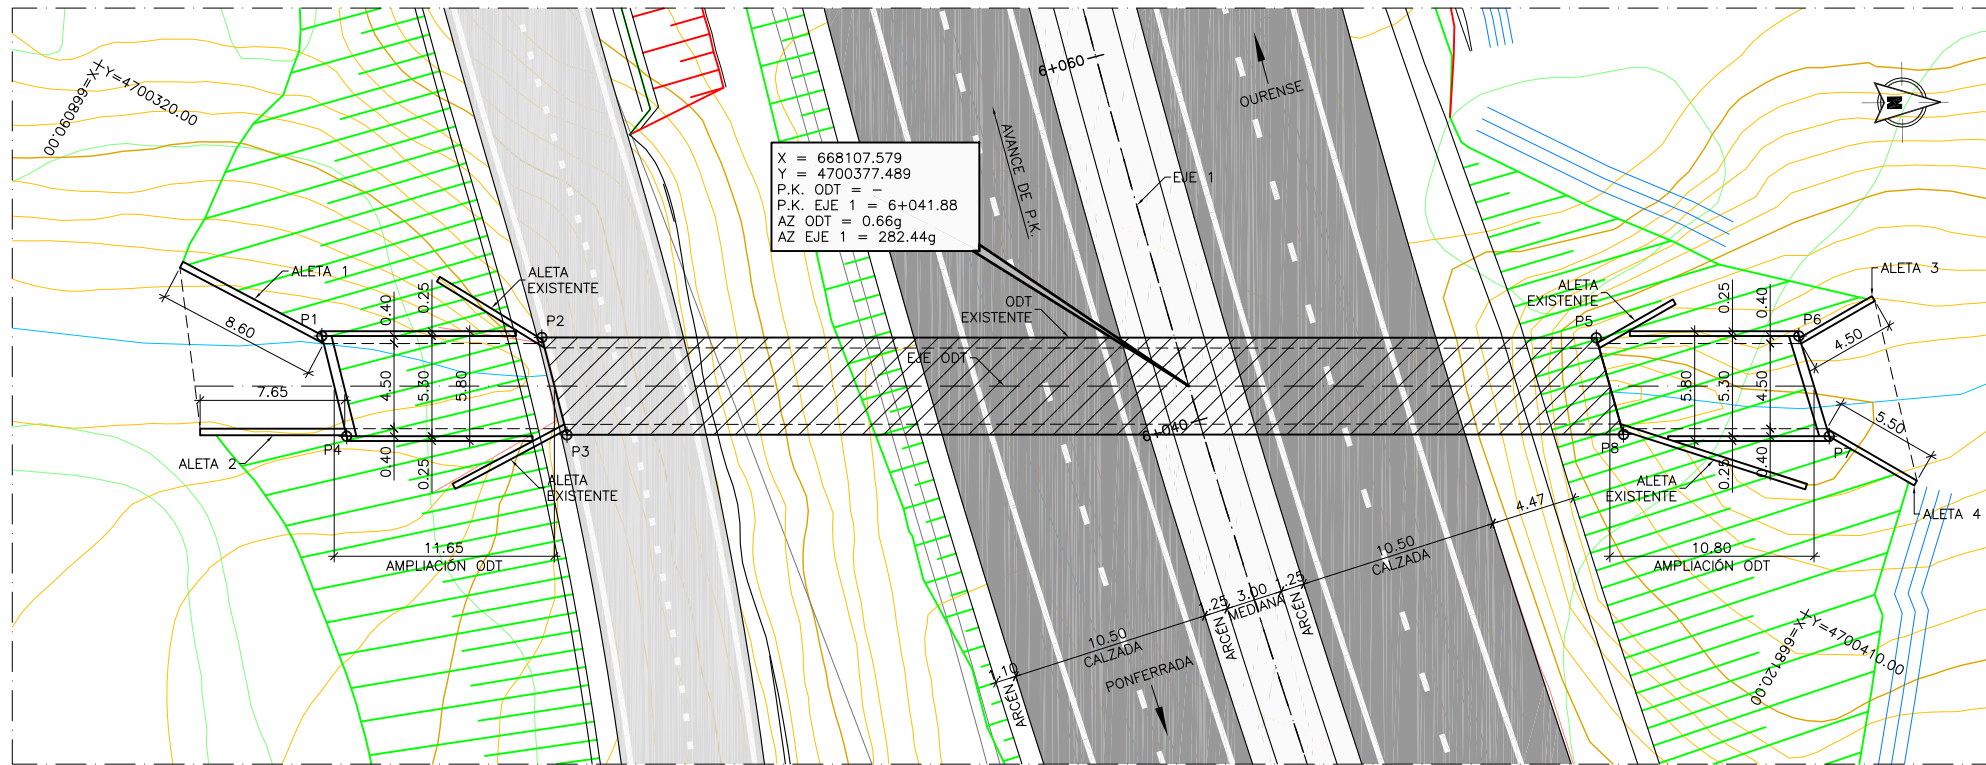 X=668090.00
Y=4700320.00
ALETA 1
8.60
P1
0.40
0.25
ALETA
EXISTENTE
P2
7.65
4.50
5.30
5.80
ALETA 2
P4
0.40
0.25
P3
ALETA
EXISTENTE
11.65
AMPLIACIÓN ODT
X = 668107.579
Y = 4700377.489
P.K. ODT = –
P.K. EJE 1 = 6+041.88
AZ ODT = 0.66g
AZ EJE 1 = 282.44g
AVANCE DE P.K.
6+060
EJE 1
OURENSE
ODT
EXISTENTE
EJE ODT
6+040
1.10
ARCÉN
10.50
CALZADA
PONFERRADA
1.25
ARCÉN
3.00
MEDIANA
1.25
ARCÉN
10.50
CALZADA
4.47
N
ALETA 3
ALETA
EXISTENTE
P5
0.25
0.40
P6
4.50
5.80
5.30
4.50
5.50
P8
P7
0.25
0.40
ALETA
EXISTENTE
ALETA 4
10.80
AMPLIACIÓN ODT
X=668120.00
Y=4700410.00